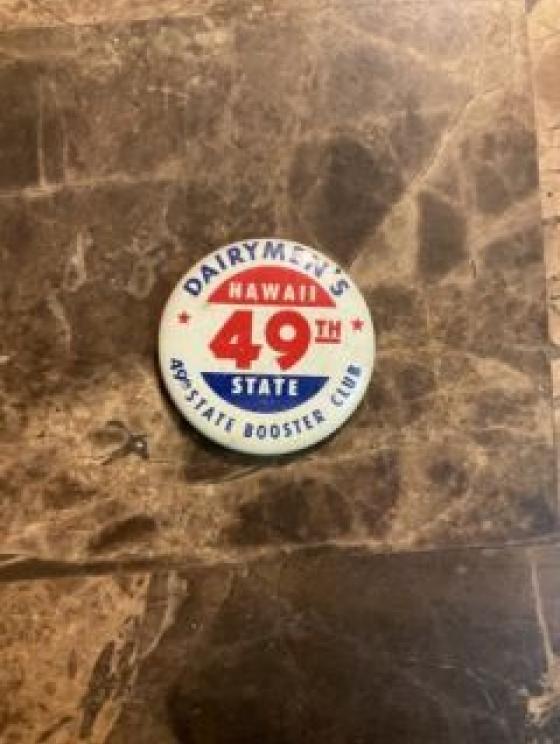 DAIRYMEN'S
HAWAII
49TH
STATE
49th STATE BOOSTER CLUB